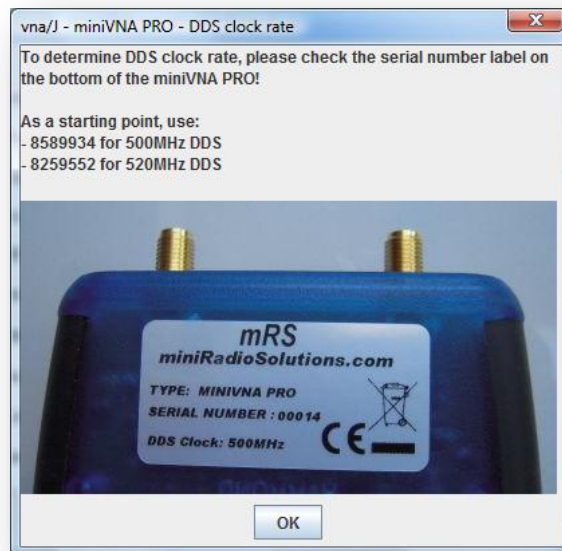 vna/J - miniVNA PRO - DDS clock rate
To determine DDS clock rate, please check the serial number label on
the bottom of the miniVNA PRO!
As a starting point, use:
- 8589934 for 500MHz DDS
- 8259552 for 520MHz DDS
mRS
miniRadioSolutions.com
TYPE: MINIVNA PRO
SERIAL NUMBER : 00014
DDS Clock: 500MHz
CE
OK